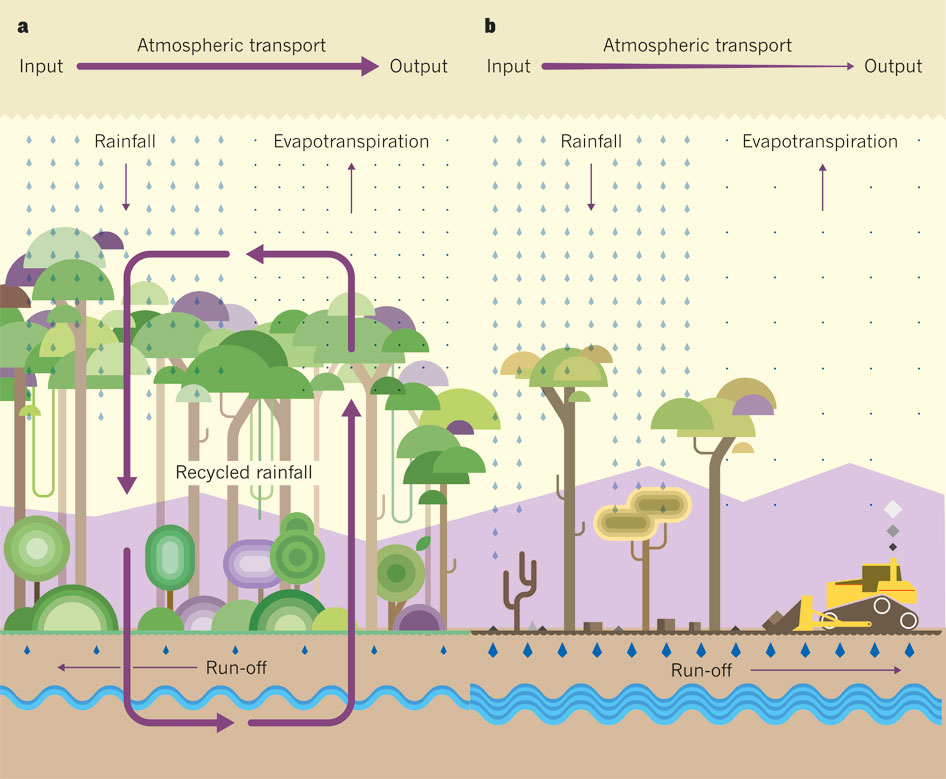 a
Atmospheric transport
Input
Output
Rainfall
Evapotranspiration
Recycled rainfall
Run-off
b
Atmospheric transport
Input
Output
Rainfall
Evapotranspiration
Run-off